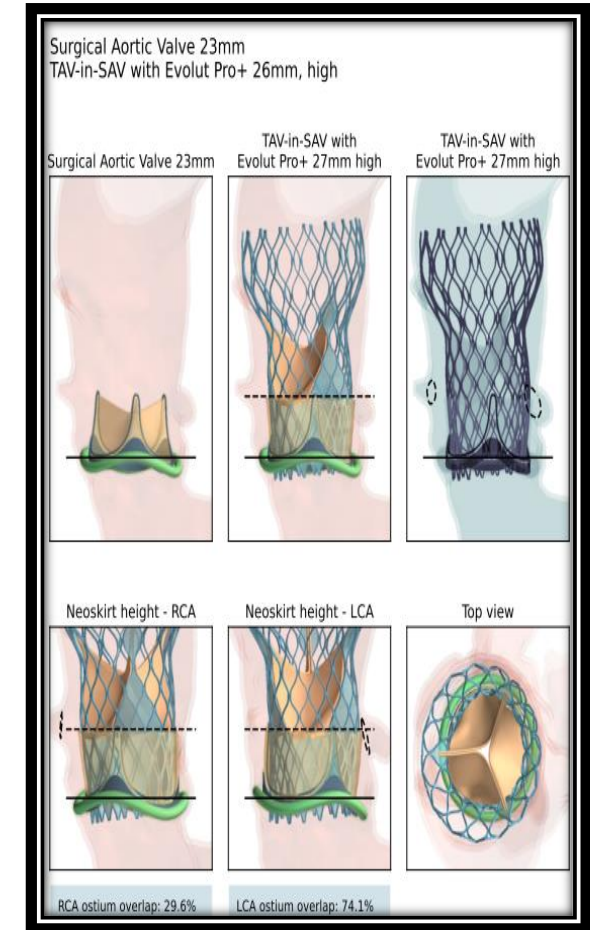 Surgical Aortic Valve 23mm
TAV-in-SAV with Evolut Pro+ 26mm, high
Surgical Aortic Valve 23mm
TAV-in-SAV with
Evolut Pro+ 27mm high
TAV-in-SAV with
Evolut Pro+ 27mm high
Neoskirt height - RCA
Neoskirt height - LCA
Top view
RCA ostium overlap: 29.6%
LCA ostium overlap: 74.1%